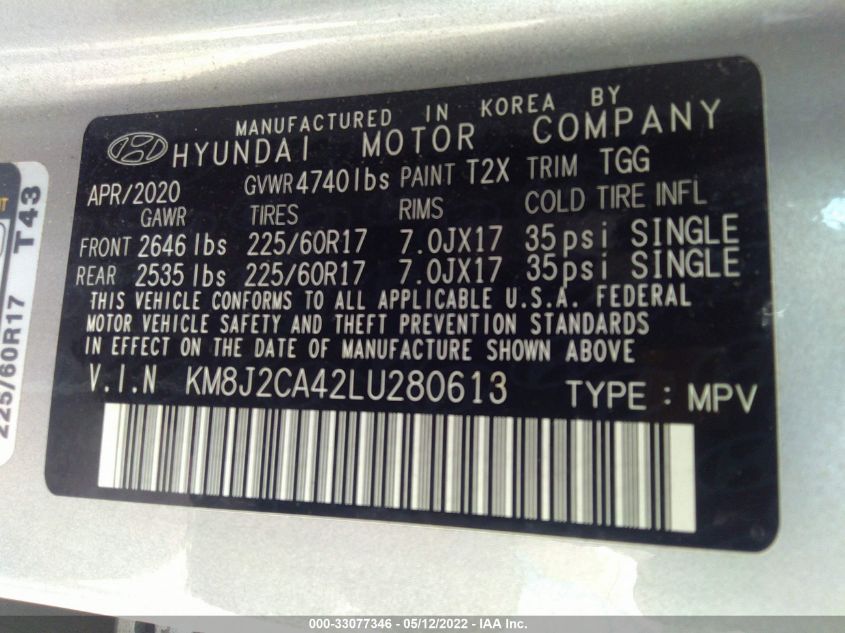 MANUFACTURED IN KOREA BY
HYUNDAI MOTOR COMPANY
APR/2020 GVWR 4740lbs PAINT T2X TRIM TGG
GAWR TIRES RIMS COLD TIRE INFL
FRONT 2646 lbs 225/60R17 7.0JX17 35psi SINGLE
REAR 2535 lbs 225/60R17 7.0JX17 35psi SINGLE
THIS VEHICLE CONFORMS TO ALL APPLICABLE U.S.A. FEDERAL
MOTOR VEHICLE SAFETY AND THEFT PREVENTION STANDARDS
IN EFFECT ON THE DATE OF MANUFACTURE SHOWN ABOVE
V.I.N KM8J2CA42LU280613 TYPE : MPV
225/60R17 T43
000-33077346 - 05/12/2022 - IAA Inc.